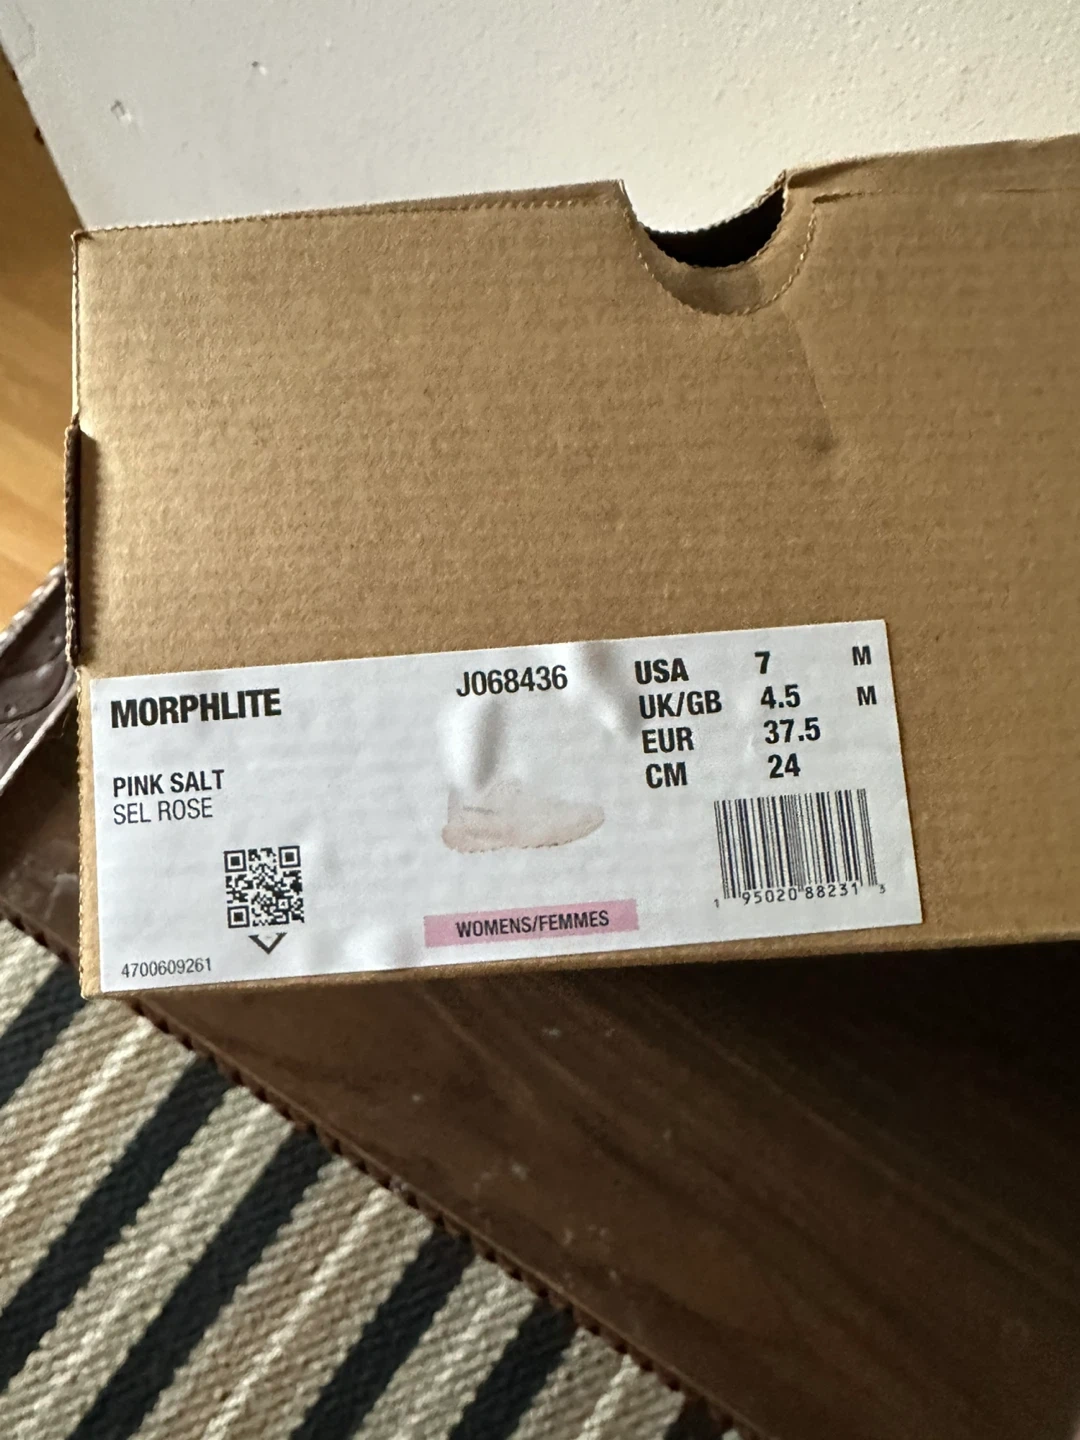 MORPHLITE
J068436
USA 7 M
UK/GB 4.5 M
EUR 37.5
CM 24
PINK SALT
SEL ROSE
1 95020 88231 3
WOMENS/FEMMES
4700609261